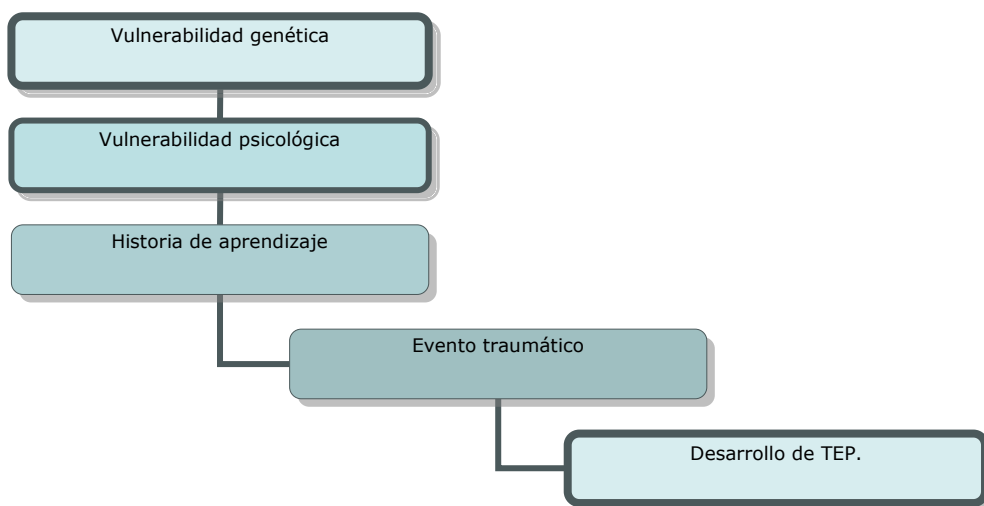 Vulnerabilidad genética
Vulnerabilidad psicológica
Historia de aprendizaje
Evento traumático
Desarrollo de TEP.